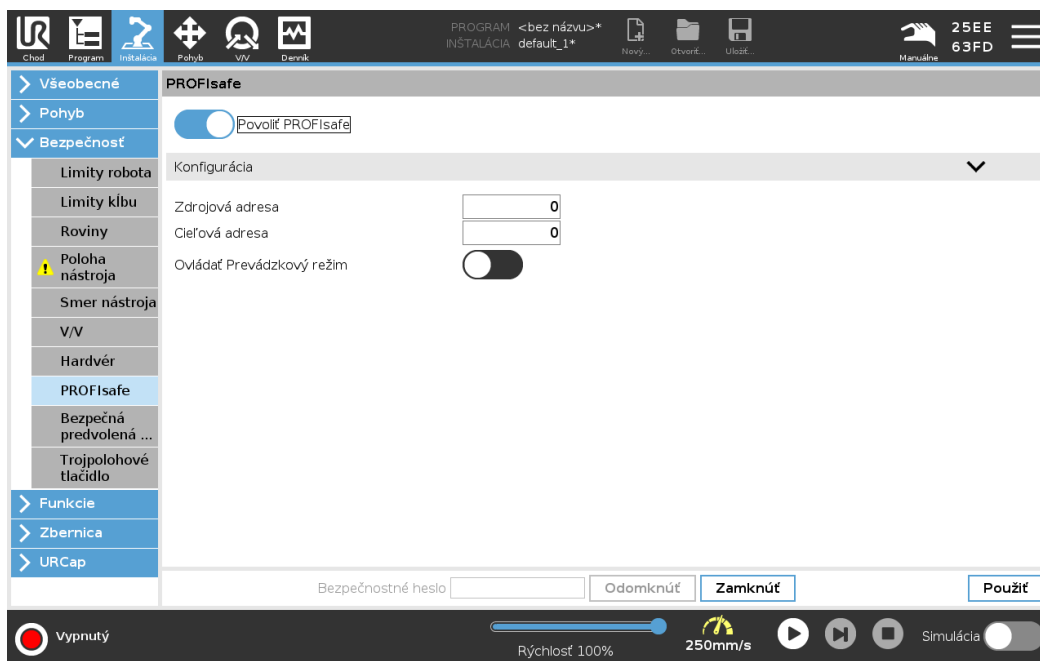 PROGRAM <bez názvu>*
INŠTALÁCIA default_1*
Chod
Program
Inštalácia
Pohyb
V/V
Denník
Nový...
Otvoriť...
Uložiť...
Manuálne
25EE
63FD
Všeobecné
Pohyb
Bezpečnosť
Limity robota
Limity kĺbu
Roviny
Poloha
nástroja
Smer nástroja
V/V
Hardvér
PROFIsafe
Bezpečná
predvolená ...
Trojpolohové
tlačidlo
Funkcie
Zbernica
URCap
PROFIsafe
Povoliť PROFIsafe
Konfigurácia
Zdrojová adresa 0
Cieľová adresa 0
Ovládať Prevádzkový režim
Bezpečnostné heslo Odomknúť Zamknúť Použiť
Vypnutý
Rýchlosť 100%
250mm/s
Simulácia